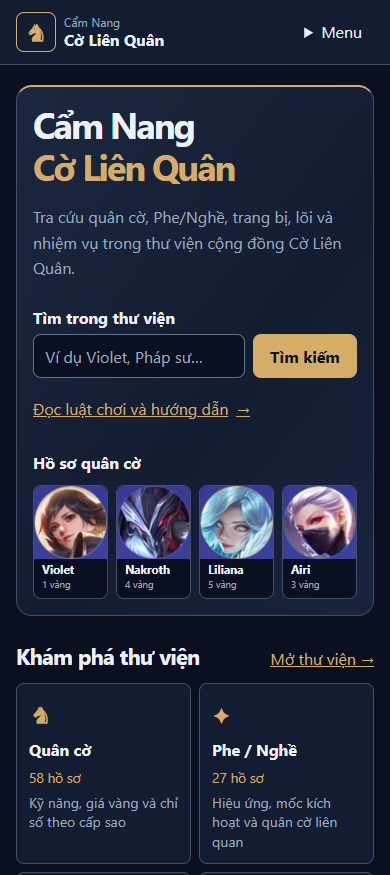 Cẩm Nang
Cờ Liên Quân
▶ Menu
Cẩm Nang
Cờ Liên Quân
Tra cứu quân cờ, Phe/Nghề, trang bị, lõi và
nhiệm vụ trong thư viện cộng đồng Cờ Liên
Quân.
Tìm trong thư viện
Ví dụ Violet, Pháp sư...
Tìm kiếm
Đọc luật chơi và hướng dẫn →
Hồ sơ quân cờ
Violet
1 vàng
Nakroth
4 vàng
Liliana
5 vàng
Airi
3 vàng
Khám phá thư viện
Mở thư viện →
Quân cờ
58 hồ sơ
Kỹ năng, giá vàng và chỉ
số theo cấp sao
Phe / Nghề
27 hồ sơ
Hiệu ứng, mốc kích
hoạt và quân cờ liên
quan